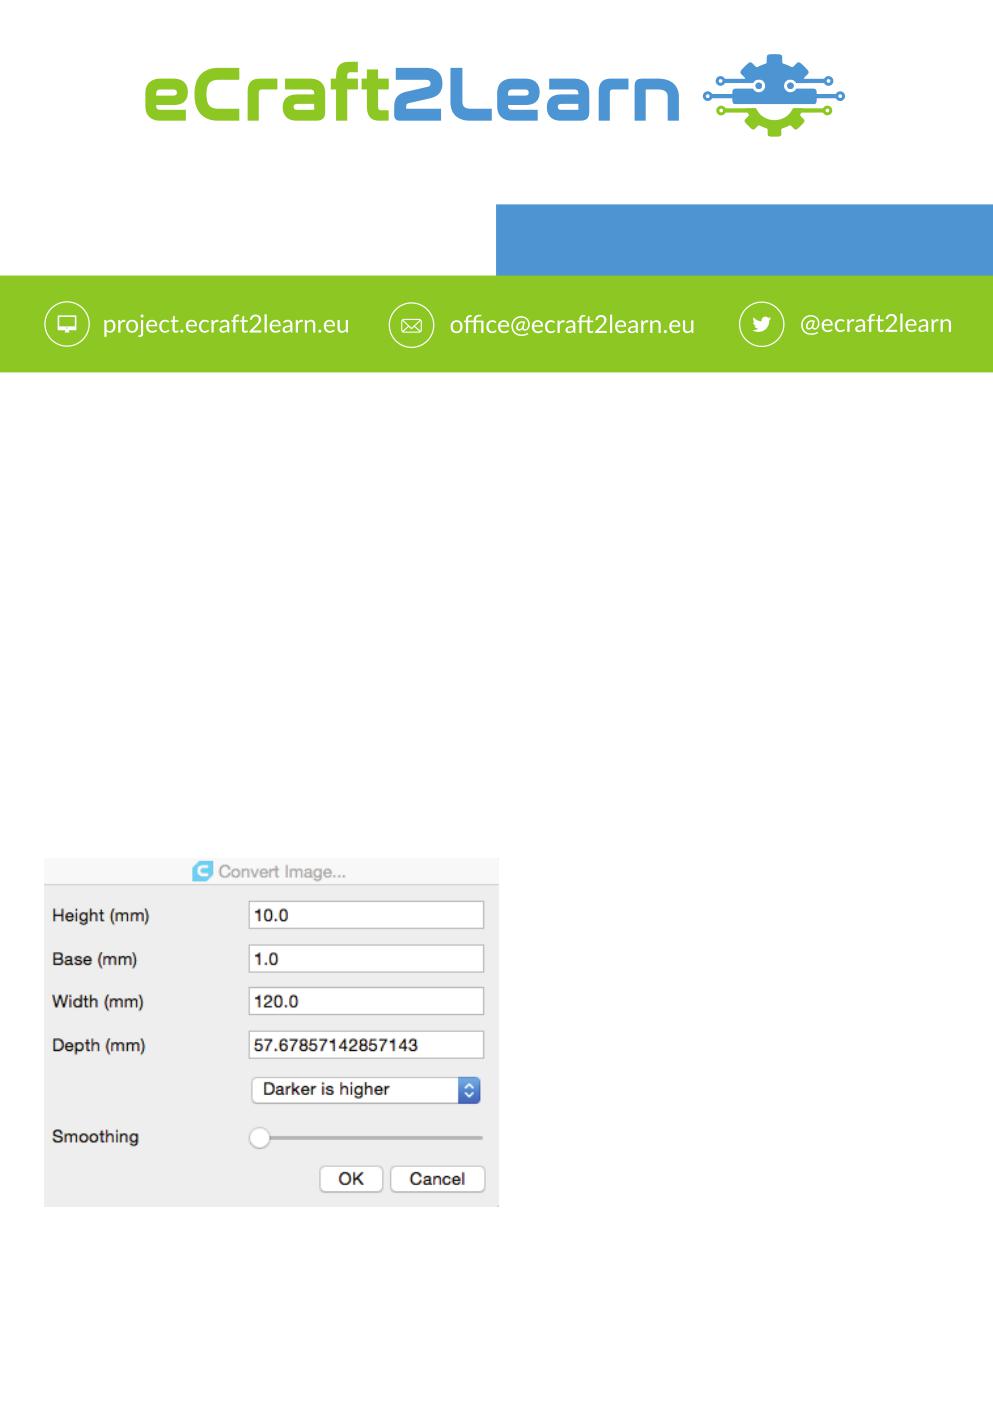 eCraft2Learn
project.ecraft2learn.eu office@ecraft2learn.eu @ecraft2learn
Convert Image...
Height (mm) 10.0
Base (mm) 1.0
Width (mm) 120.0
Depth (mm) 57.67857142857143
Darker is higher
Smoothing
OK Cancel